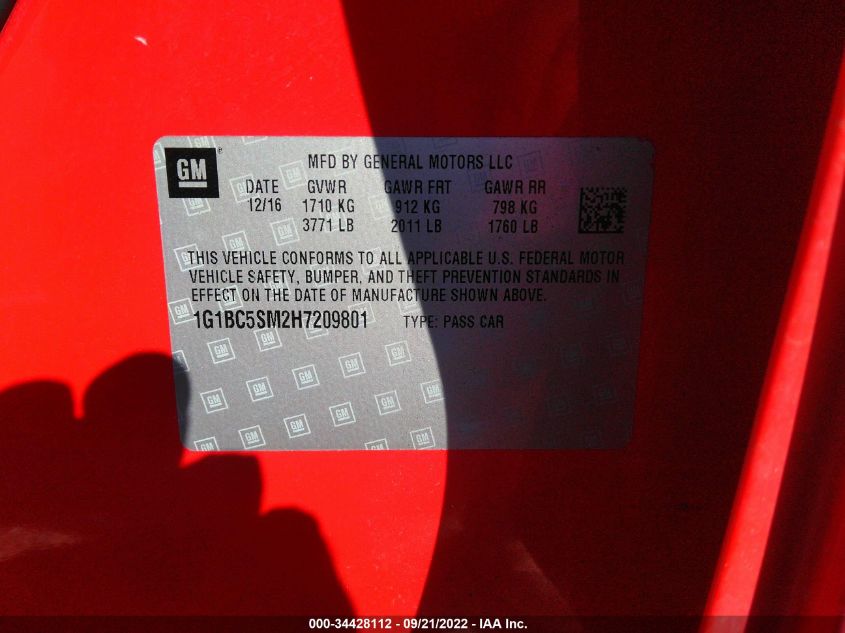 GM
MFD BY GENERAL MOTORS LLC
DATE GVWR GAWR FRT GAWR RR
12/16 1710 KG 912 KG 798 KG
3771 LB 2011 LB 1760 LB
THIS VEHICLE CONFORMS TO ALL APPLICABLE U.S. FEDERAL MOTOR
VEHICLE SAFETY, BUMPER, AND THEFT PREVENTION STANDARDS IN
EFFECT ON THE DATE OF MANUFACTURE SHOWN ABOVE.
1G1BC5SM2H7209801 TYPE: PASS CAR
000-34428112 - 09/21/2022 - IAA Inc.